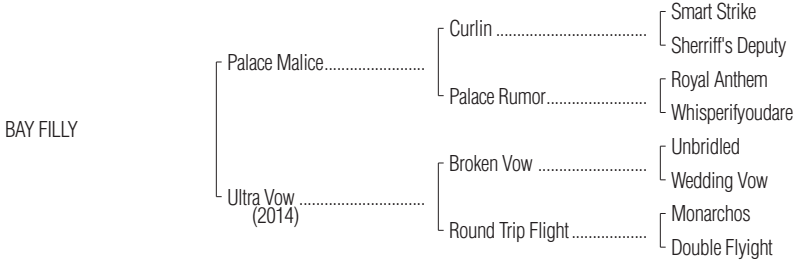 Smart Strike
Curlin ...................................
Sherriff's Deputy
Palace Malice.......................
Royal Anthem
Palace Rumor.......................
Whisperifyoudare
BAY FILLY
Unbridled
Broken Vow .........................
Wedding Vow
Ultra Vow .............................
(2014)
Monarchos
Round Trip Flight.................
Double Flyight